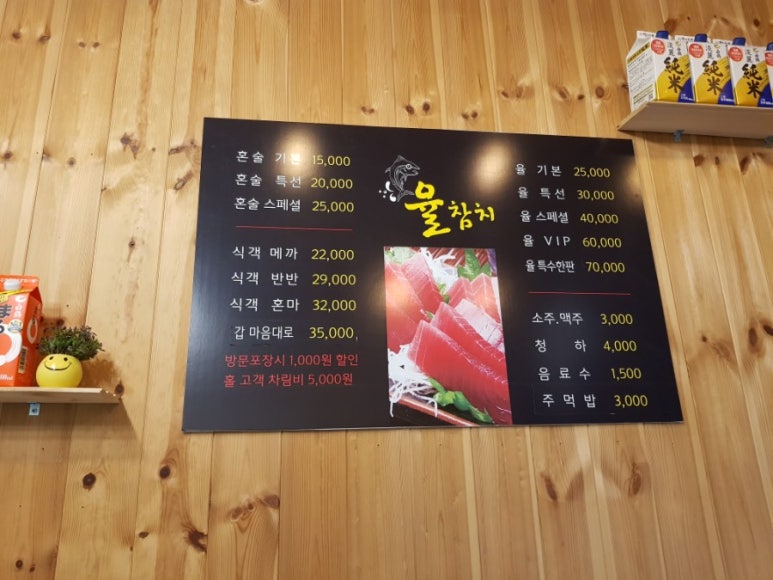 혼술 기본 15,000
혼술 특선 20,000
혼술 스페셜 25,000
식객 메까 22,000
식객 반반 29,000
식객 혼마 32,000
갑 마음대로 35,000
방문포장시 1,000원 할인
홀 고객 차림비 5,000원
율참치
율 기본 25,000
율 특선 30,000
율 스페셜 40,000
율 VIP 60,000
율 특수한판 70,000
소주.맥주 3,000
청하 4,000
음료수 1,500
주먹밥 3,000
純米
純米
純米